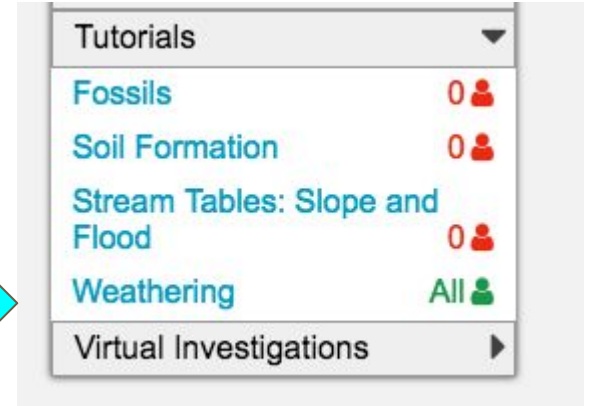 Tutorials
Fossils 0
Soil Formation 0
Stream Tables: Slope and
Flood 0
Weathering All
Virtual Investigations